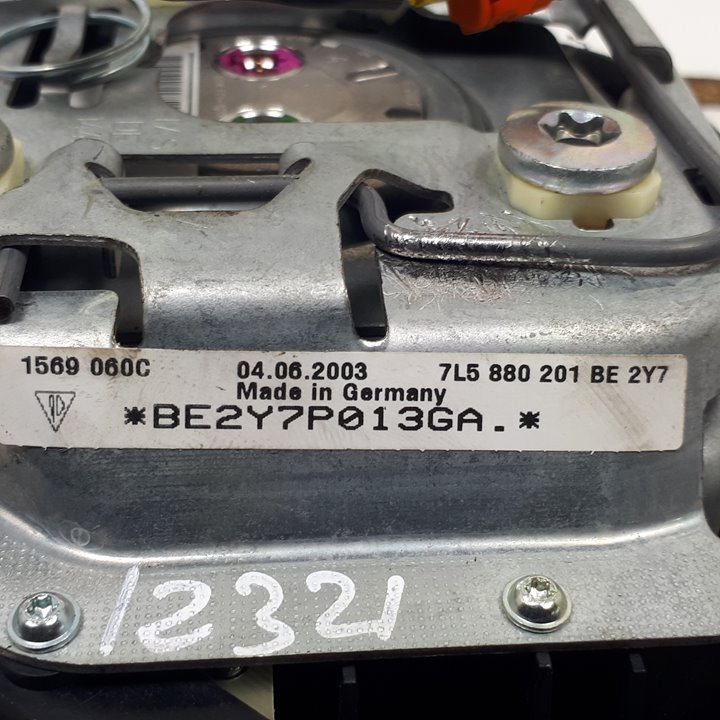 1569 060C 04.06.2003 7L5 880 201 BE 2Y7
Made in Germany
*BE2Y7P013GA.*
12321